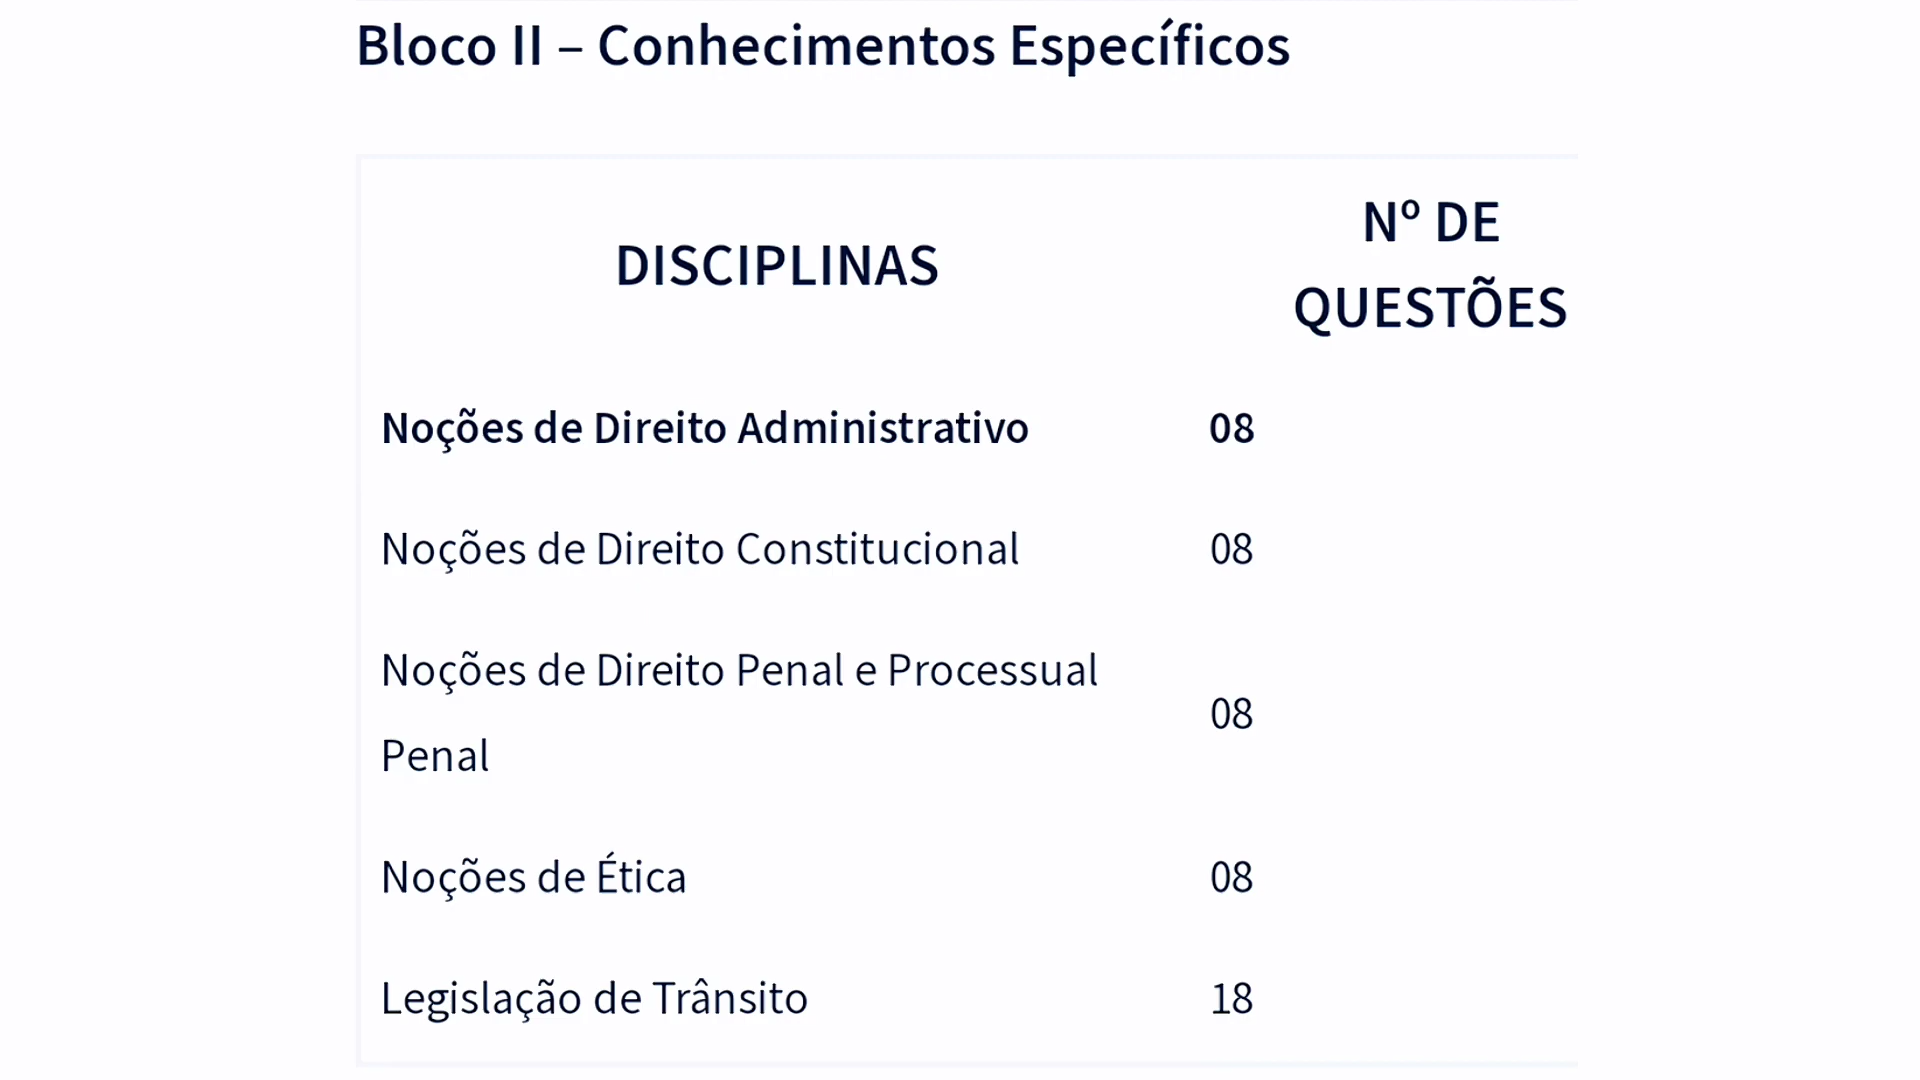 Bloco II – Conhecimentos Específicos
DISCIPLINAS
Nº DE
QUESTÕES
Noções de Direito Administrativo 08
Noções de Direito Constitucional 08
Noções de Direito Penal e Processual
Penal
08
Noções de Ética 08
Legislação de Trânsito 18